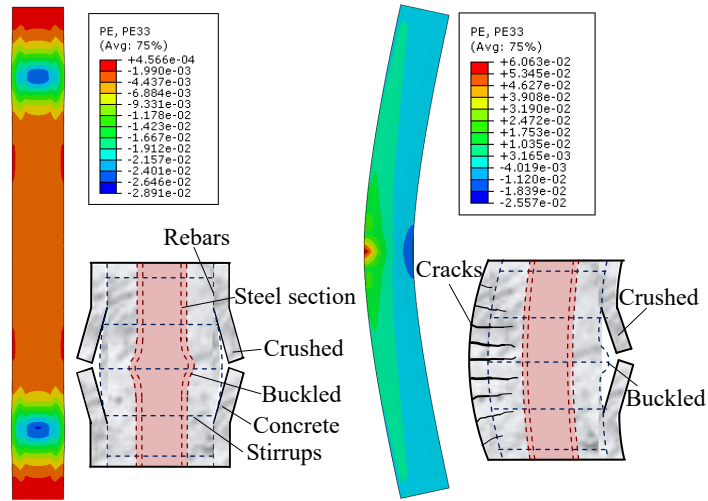 PE, PE33
(Avg: 75%)
+4.566e-04
-1.990e-03
-4.437e-03
-6.884e-03
-9.331e-03
-1.178e-02
-1.423e-02
-1.667e-02
-1.912e-02
-2.157e-02
-2.401e-02
-2.646e-02
-2.891e-02
PE, PE33
(Avg: 75%)
+6.063e-02
+5.345e-02
+4.627e-02
+3.908e-02
+3.190e-02
+2.472e-02
+1.753e-02
+1.035e-02
+3.165e-03
-4.019e-03
-1.120e-02
-1.839e-02
-2.557e-02
Rebars
Steel section
Crushed
Buckled
Concrete
Stirrups
Cracks
Crushed
Buckled